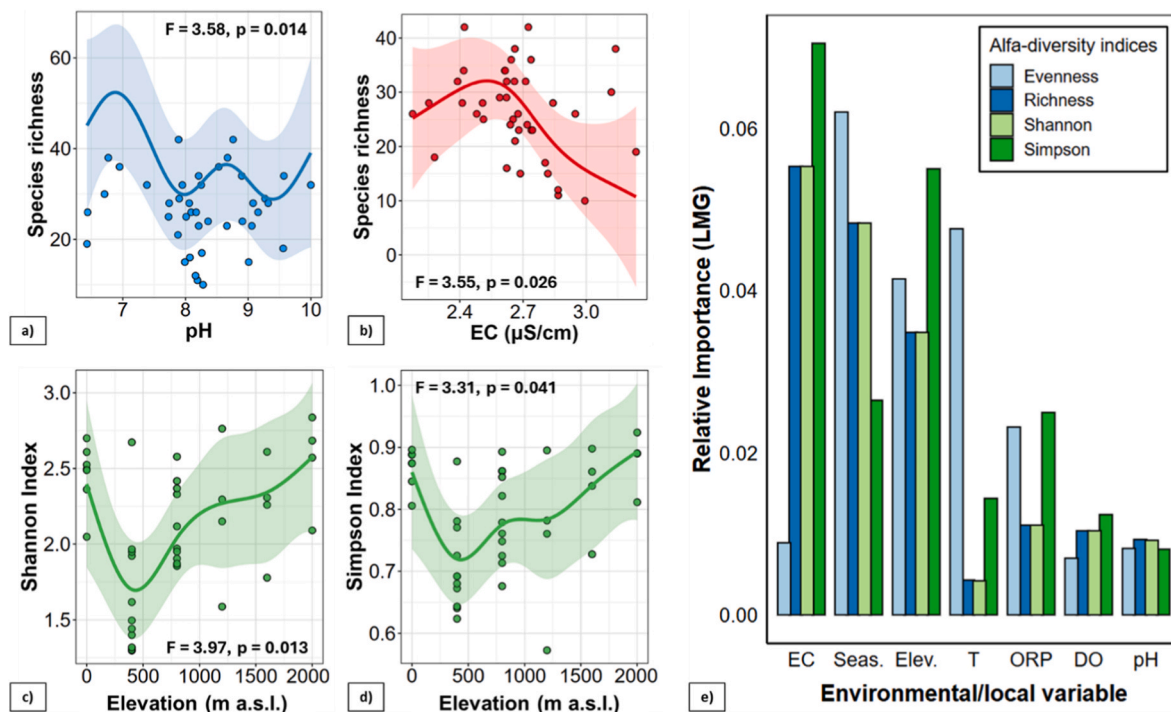 F = 3.58, p = 0.014
60
40
20
Species richness
7 8 9 10
pH
a)
F = 3.55, p = 0.026
40
30
20
10
0
Species richness
2.4 2.7 3.0
EC (µS/cm)
b)
F = 3.97, p = 0.013
3.0
2.5
2.0
1.5
Shannon Index
0 500 1000 1500 2000
Elevation (m a.s.l.)
c)
F = 3.31, p = 0.041
1.0
0.9
0.8
0.7
0.6
Simpson Index
0 500 1000 1500 2000
Elevation (m a.s.l.)
d)
Alfa-diversity indices
Evenness
Richness
Shannon
Simpson
0.06
0.04
0.02
0.00
Relative Importance (LMG)
EC Seas. Elev. T ORP DO pH
Environmental/local variable
e)